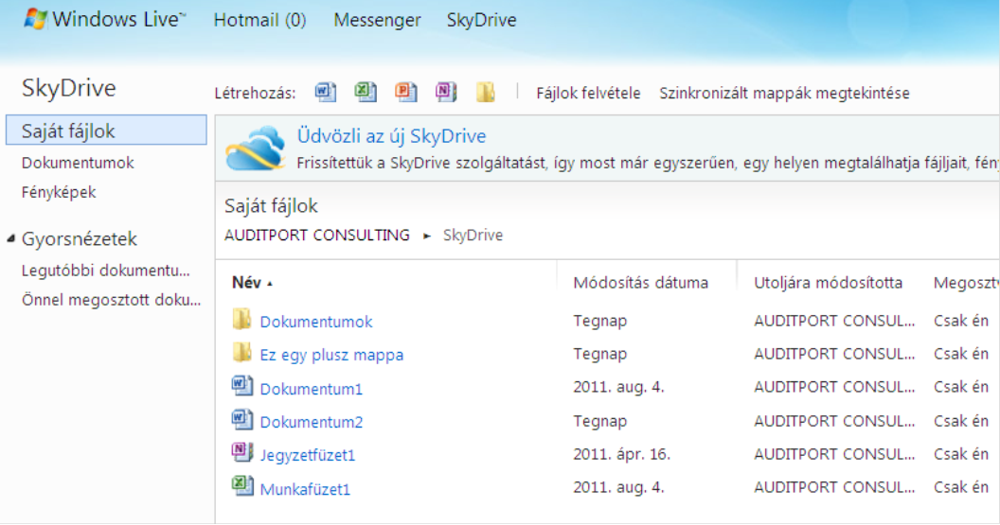 Windows Live™ Hotmail (0) Messenger SkyDrive
SkyDrive
Létrehozás: Fájlok felvétele Szinkronizált mappák megtekintése
Saját fájlok
Dokumentumok
Fényképek
Gyorsnézetek
Legutóbbi dokumentu...
Önnel megosztott doku...
Üdvözli az új SkyDrive
Frissítettük a SkyDrive szolgáltatást, így most már egyszerűen, egy helyen megtalálhatja fájljait, fén
Saját fájlok
AUDITPORT CONSULTING ► SkyDrive
Név Módosítás dátuma Utoljára módosította Megoszt
Dokumentumok Tegnap AUDITPORT CONSUL... Csak én
Ez egy plusz mappa Tegnap AUDITPORT CONSUL... Csak én
Dokumentum1 2011. aug. 4. AUDITPORT CONSUL... Csak én
Dokumentum2 Tegnap AUDITPORT CONSUL... Csak én
Jegyzetfüzet1 2011. ápr. 16. AUDITPORT CONSUL... Csak én
Munkafüzet1 2011. aug. 4. AUDITPORT CONSUL... Csak én